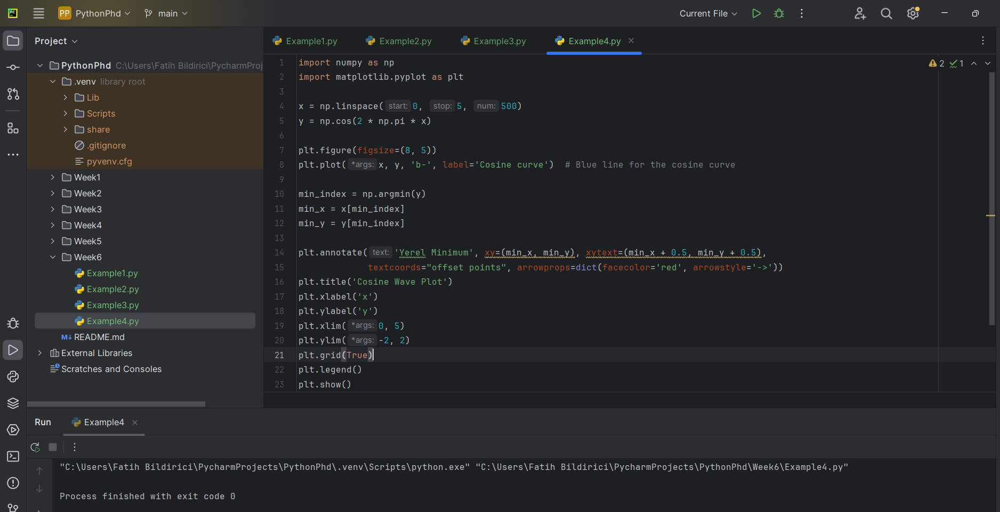 PC
PP PythonPhd main Current File
Project
PythonPhd C:\Users\Fatih Bildirici\PycharmProj
.venv library root
Lib
Scripts
share
.gitignore
pyvenv.cfg
Week1
Week2
Week3
Week4
Week5
Week6
Example1.py
Example2.py
Example3.py
Example4.py
M↓ README.md
External Libraries
Scratches and Consoles
Example1.py Example2.py Example3.py Example4.py
2 1
1 import numpy as np
2 import matplotlib.pyplot as plt
3
4 x = np.linspace( start: 0, stop: 5, num: 500)
5 y = np.cos(2 * np.pi * x)
6
7 plt.figure(figsize=(8, 5))
8 plt.plot( *args: x, y, 'b-', label='Cosine curve')  # Blue line for the cosine curve
9
10 min_index = np.argmin(y)
11 min_x = x[min_index]
12 min_y = y[min_index]
13
14 plt.annotate( text: 'Yerel Minimum', xy=(min_x, min_y), xytext=(min_x + 0.5, min_y + 0.5),
15 textcoords="offset points", arrowprops=dict(facecolor='red', arrowstyle='->'))
16 plt.title('Cosine Wave Plot')
17 plt.xlabel('x')
18 plt.ylabel('y')
19 plt.xlim( *args: 0, 5)
20 plt.ylim( *args: -2, 2)
21 plt.grid(True)
22 plt.legend()
23 plt.show()
Run Example4
"C:\Users\Fatih Bildirici\PycharmProjects\PythonPhd\.venv\Scripts\python.exe" "C:\Users\Fatih Bildirici\PycharmProjects\PythonPhd\Week6\Example4.py"
Process finished with exit code 0